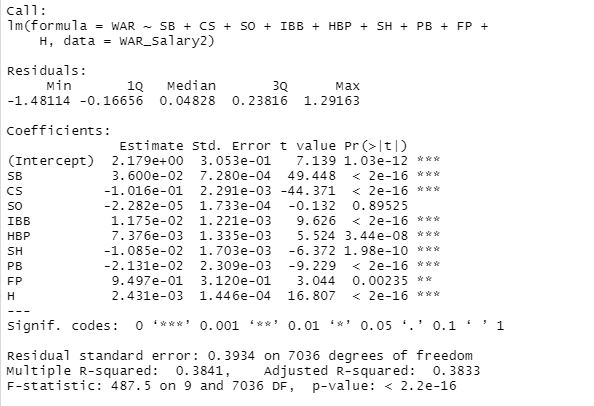 Call:
lm(formula = WAR ~ SB + CS + SO + IBB + HBP + SH + PB + FP +
    H, data = WAR_Salary2)

Residuals:
     Min       1Q   Median       3Q      Max
-1.48114 -0.16656  0.04828  0.23816  1.29163

Coefficients:
              Estimate Std. Error t value Pr(>|t|)
(Intercept)  2.179e+00  3.053e-01   7.139 1.03e-12 ***
SB           3.600e-02  7.280e-04  49.448  < 2e-16 ***
CS          -1.016e-01  2.291e-03 -44.371  < 2e-16 ***
SO          -2.282e-05  1.733e-04  -0.132  0.89525
IBB          1.175e-02  1.221e-03   9.626  < 2e-16 ***
HBP          7.376e-03  1.335e-03   5.524 3.44e-08 ***
SH          -1.085e-02  1.703e-03  -6.372 1.98e-10 ***
PB          -2.131e-02  2.309e-03  -9.229  < 2e-16 ***
FP           9.497e-01  3.120e-01   3.044  0.00235 **
H            2.431e-03  1.446e-04  16.807  < 2e-16 ***
---
Signif. codes:  0 ‘***’ 0.001 ‘**’ 0.01 ‘*’ 0.05 ‘.’ 0.1 ‘ ’ 1

Residual standard error: 0.3934 on 7036 degrees of freedom
Multiple R-squared:  0.3841,	Adjusted R-squared:  0.3833
F-statistic: 487.5 on 9 and 7036 DF,  p-value: < 2.2e-16